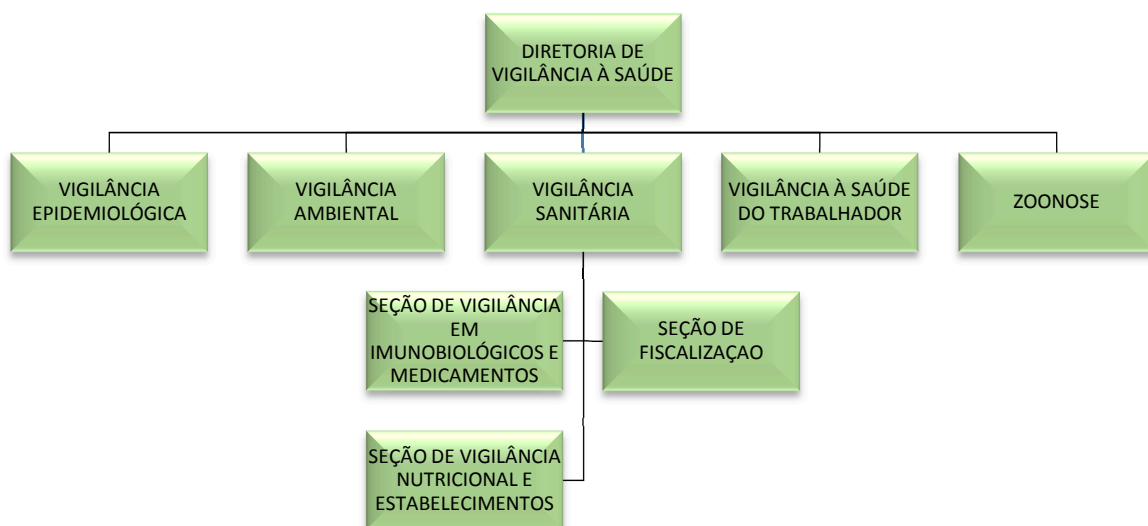 DIRETORIA DE
VIGILÂNCIA À SAÚDE
VIGILÂNCIA
EPIDEMIOLÓGICA
VIGILÂNCIA
AMBIENTAL
VIGILÂNCIA
SANITÁRIA
VIGILÂNCIA À SAÚDE
DO TRABALHADOR
ZOONOSE
SEÇÃO DE VIGILÂNCIA
EM
IMUNOBIOLÓGICOS E
MEDICAMENTOS
SEÇÃO DE
FISCALIZAÇAO
SEÇÃO DE VIGILÂNCIA
NUTRICIONAL E
ESTABELECIMENTOS